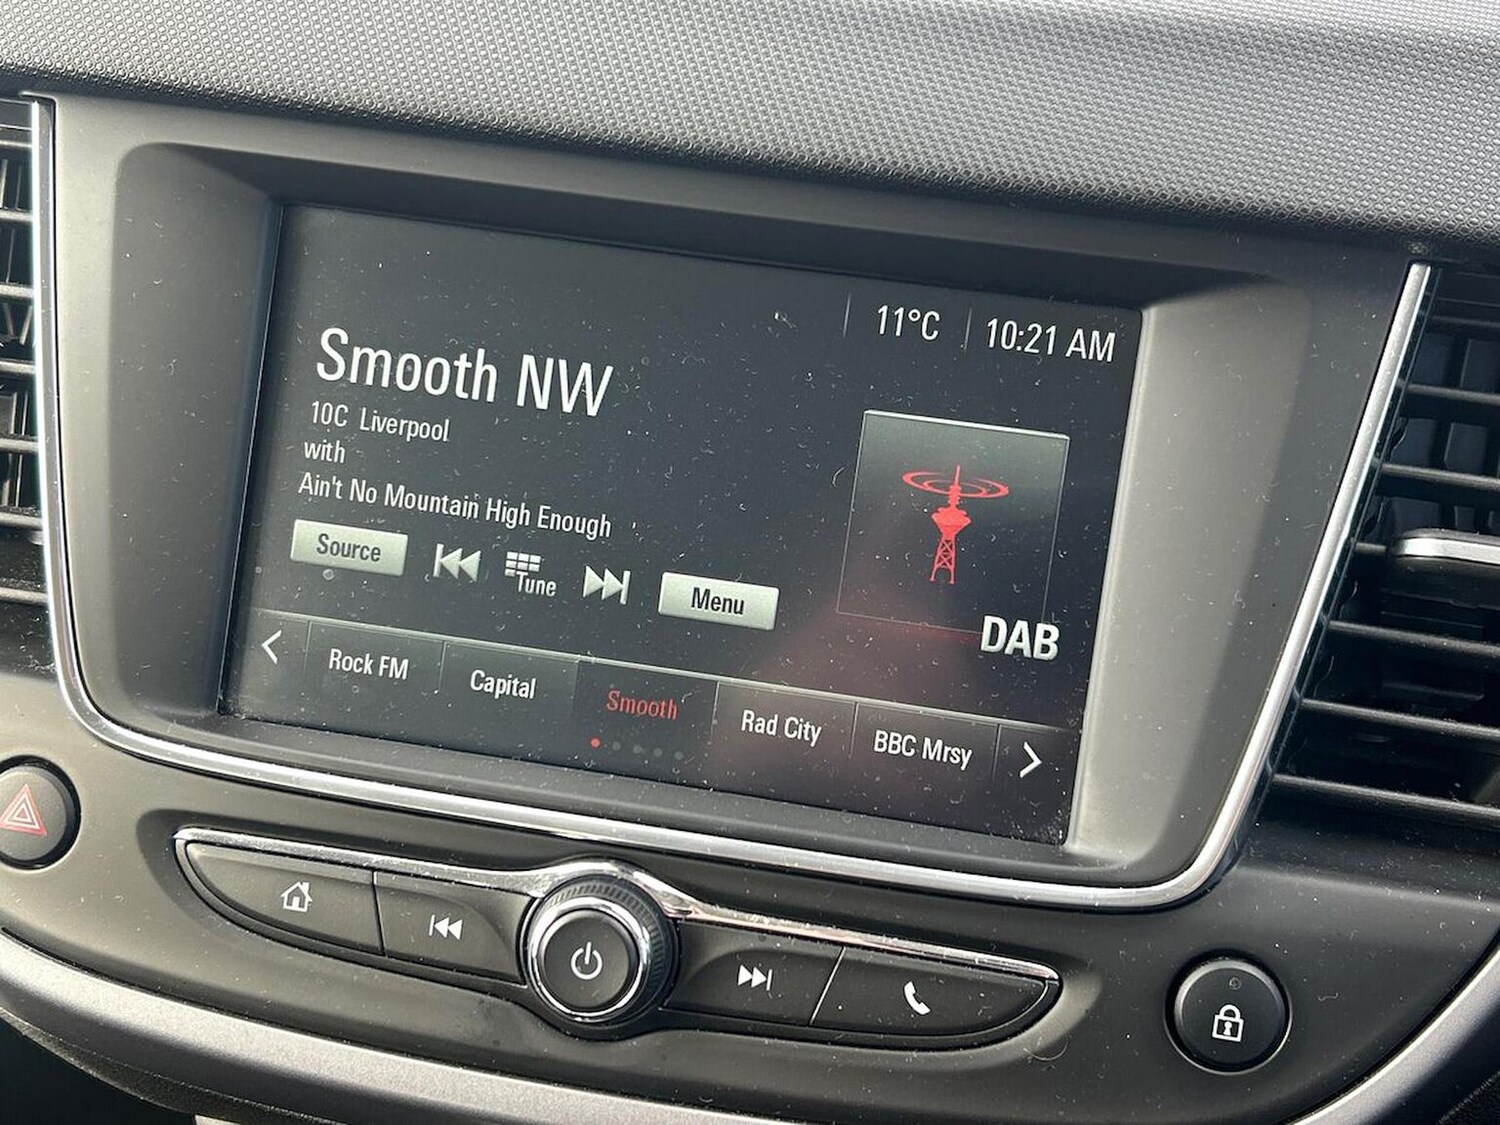 11°C 10:21 AM
Smooth NW
10C Liverpool
with
Ain't No Mountain High Enough
Source Tune Menu
DAB
Rock FM Capital Smooth Rad City BBC Mrsy